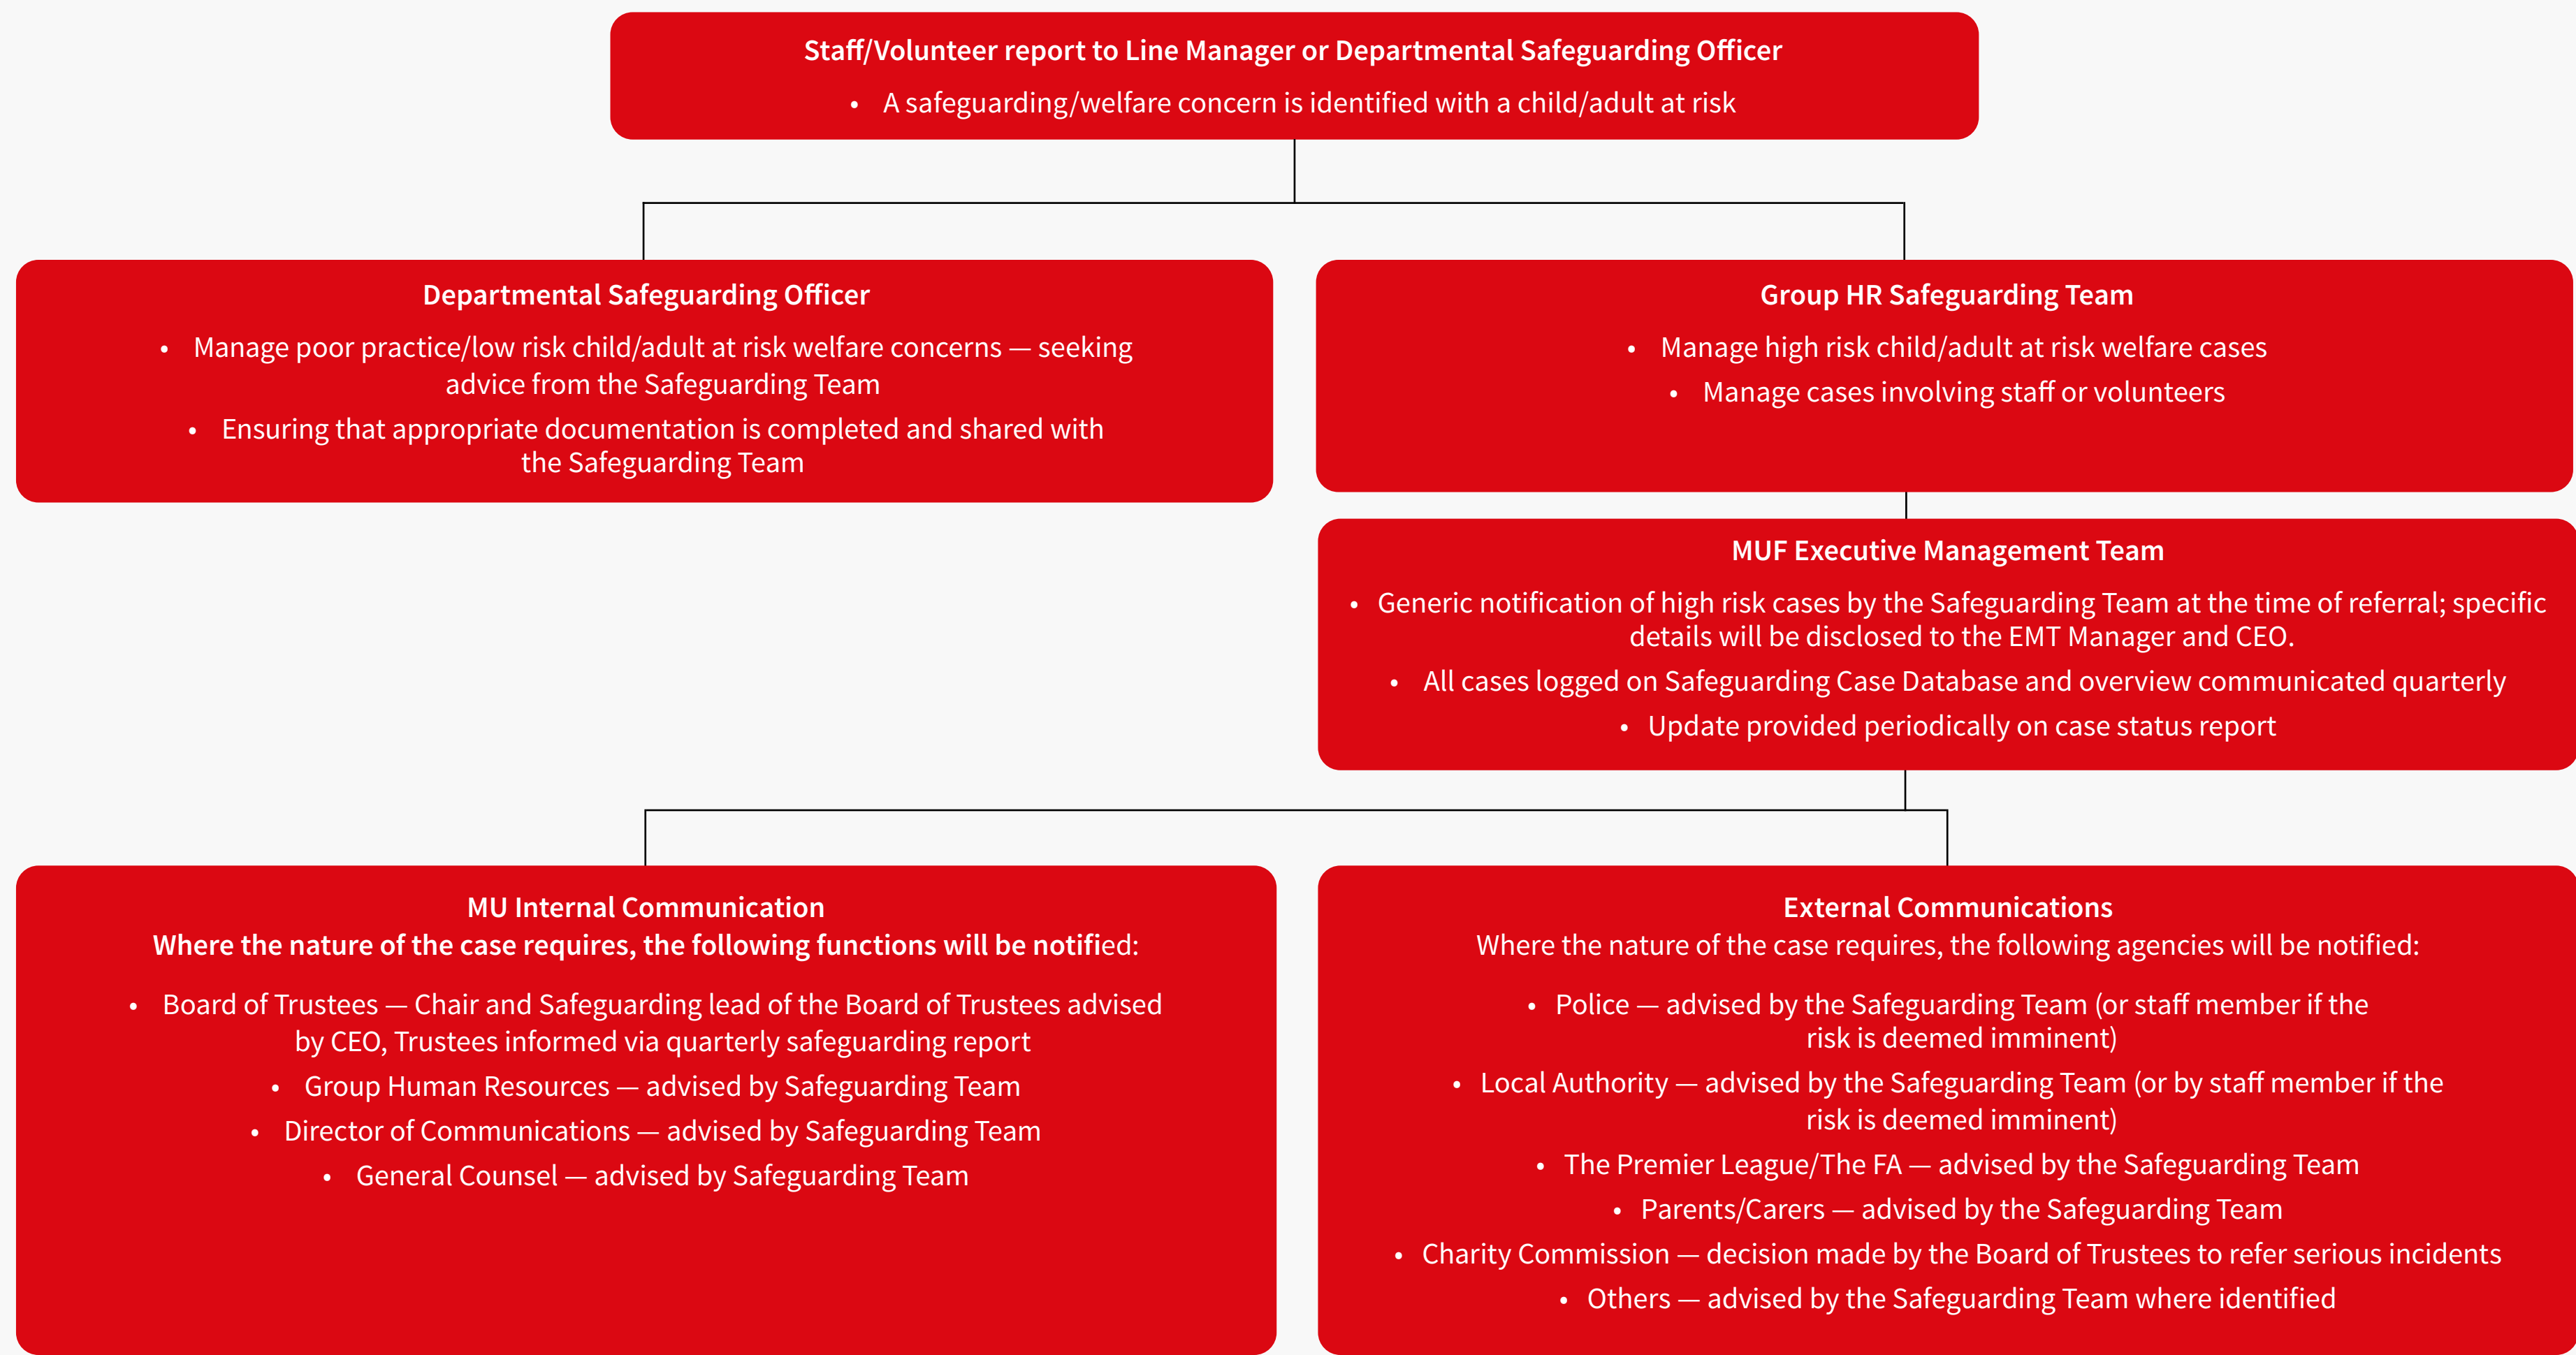 Staff/Volunteer report to Line Manager or Departmental Safeguarding Officer
• A safeguarding/welfare concern is identified with a child/adult at risk
Departmental Safeguarding Officer
• Manage poor practice/low risk child/adult at risk welfare concerns — seeking
advice from the Safeguarding Team
• Ensuring that appropriate documentation is completed and shared with
the Safeguarding Team
Group HR Safeguarding Team
• Manage high risk child/adult at risk welfare cases
• Manage cases involving staff or volunteers
MUF Executive Management Team
• Generic notification of high risk cases by the Safeguarding Team at the time of referral; specific
details will be disclosed to the EMT Manager and CEO.
• All cases logged on Safeguarding Case Database and overview communicated quarterly
• Update provided periodically on case status report
MU Internal Communication
Where the nature of the case requires, the following functions will be notified:
• Board of Trustees — Chair and Safeguarding lead of the Board of Trustees advised
by CEO, Trustees informed via quarterly safeguarding report
• Group Human Resources — advised by Safeguarding Team
• Director of Communications — advised by Safeguarding Team
• General Counsel — advised by Safeguarding Team
External Communications
Where the nature of the case requires, the following agencies will be notified:
• Police — advised by the Safeguarding Team (or staff member if the
risk is deemed imminent)
• Local Authority — advised by the Safeguarding Team (or by staff member if the
risk is deemed imminent)
• The Premier League/The FA — advised by the Safeguarding Team
• Parents/Carers — advised by the Safeguarding Team
• Charity Commission — decision made by the Board of Trustees to refer serious incidents
• Others — advised by the Safeguarding Team where identified